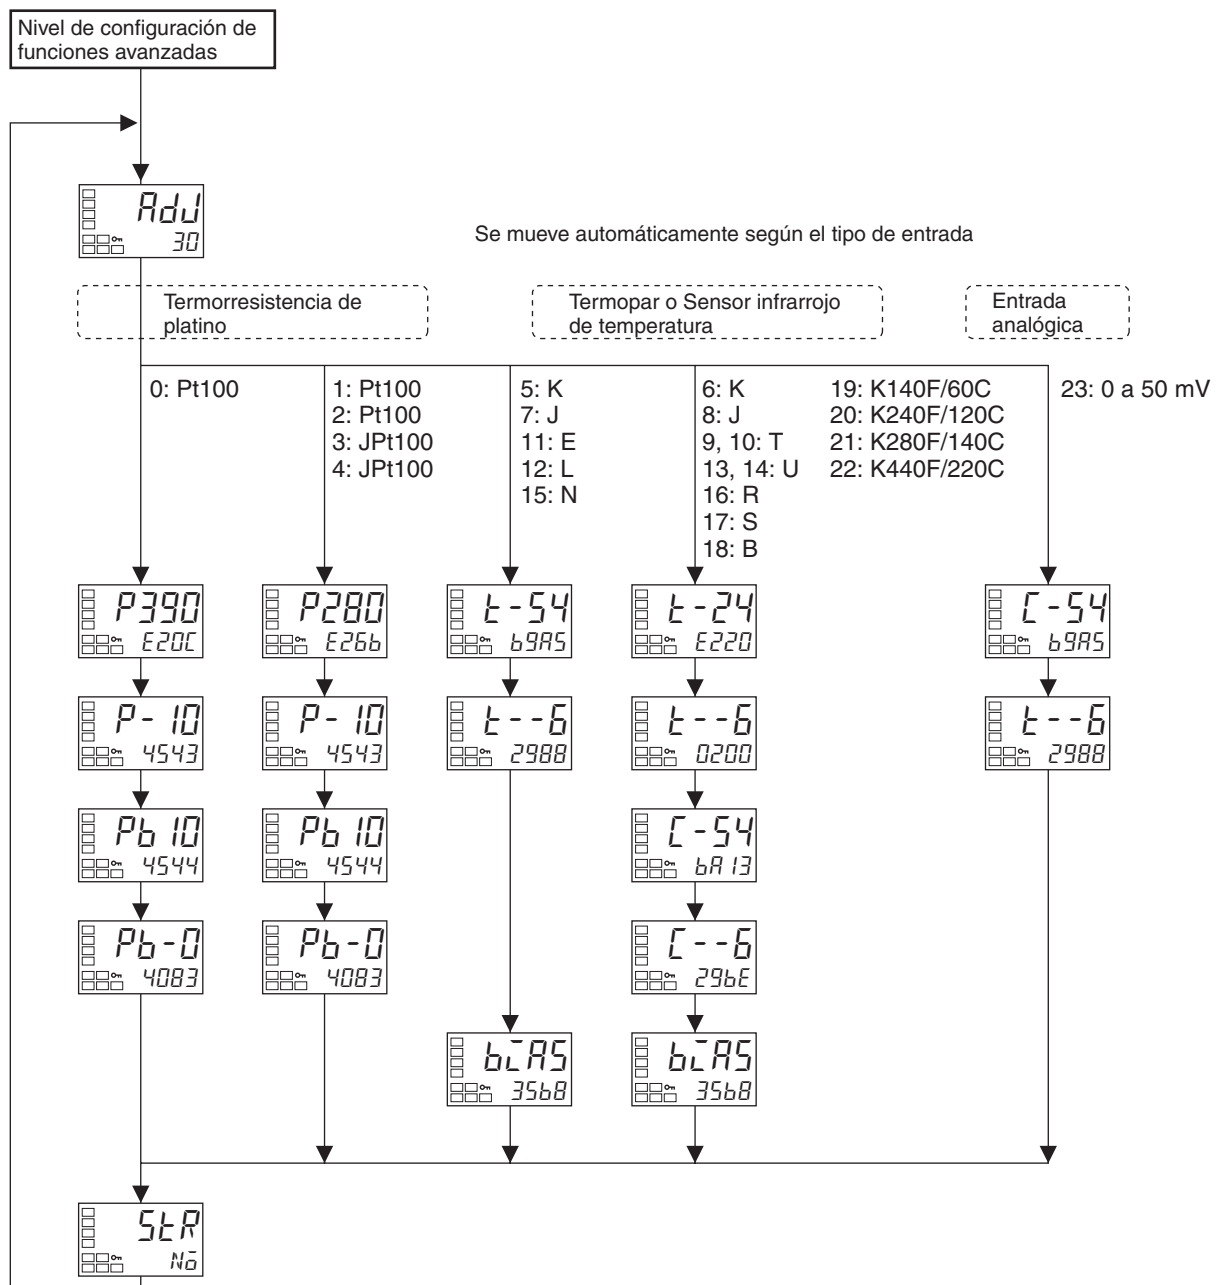 Nivel de configuración de
funciones avanzadas
AdJ
30
Se mueve automáticamente según el tipo de entrada
Termorresistencia de
platino
Termopar o Sensor infrarrojo
de temperatura
Entrada
analógica
0: Pt100
1: Pt100
2: Pt100
3: JPt100
4: JPt100
5: K
7: J
11: E
12: L
15: N
6: K
8: J
9, 10: T
13, 14: U
16: R
17: S
18: B
19: K140F/60C
20: K240F/120C
21: K280F/140C
22: K440F/220C
23: 0 a 50 mV
P390
E20C
P280
E26b
t-54
b9A5
t-24
E220
C-54
b9A5
P-10
4543
P-10
4543
t--6
2988
t--6
0200
t--6
2988
Pb10
4544
Pb10
4544
C-54
bA13
Pb-0
4083
Pb-0
4083
C--6
29bE
biAS
35b8
biAS
35b8
StR
No